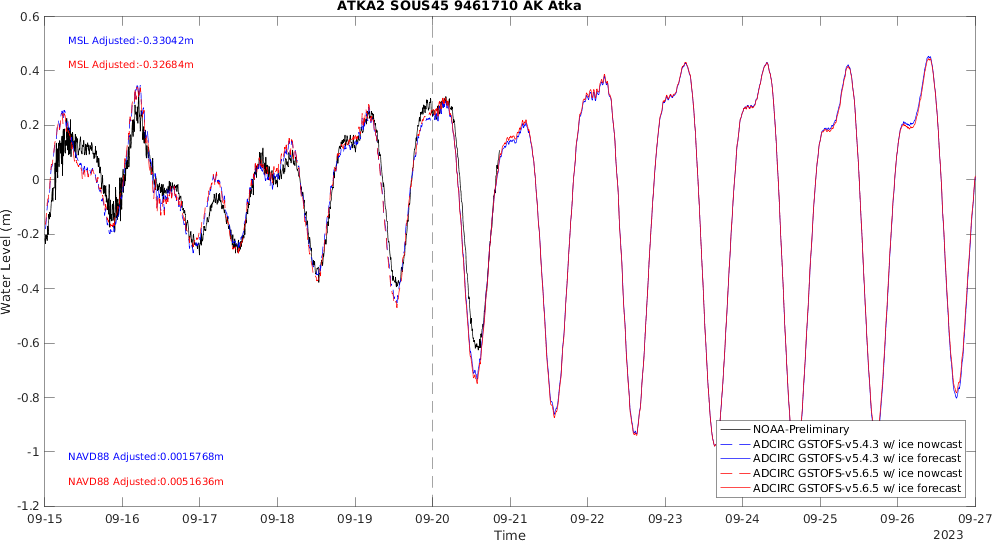 ATKA2 SOUS45 9461710 AK Atka
MSL Adjusted:-0.33042m
MSL Adjusted:-0.32684m
NAVD88 Adjusted:0.0015768m
NAVD88 Adjusted:0.0051636m
Water Level (m)
0.6
0.4
0.2
0
-0.2
-0.4
-0.6
-0.8
-1
-1.2
NOAA-Preliminary
ADCIRC GSTOFS-v5.4.3 w/ ice nowcast
ADCIRC GSTOFS-v5.4.3 w/ ice forecast
ADCIRC GSTOFS-v5.6.5 w/ ice nowcast
ADCIRC GSTOFS-v5.6.5 w/ ice forecast
09-15 09-16 09-17 09-18 09-19 09-20 09-21 09-22 09-23 09-24 09-25 09-26 09-27
Time
2023